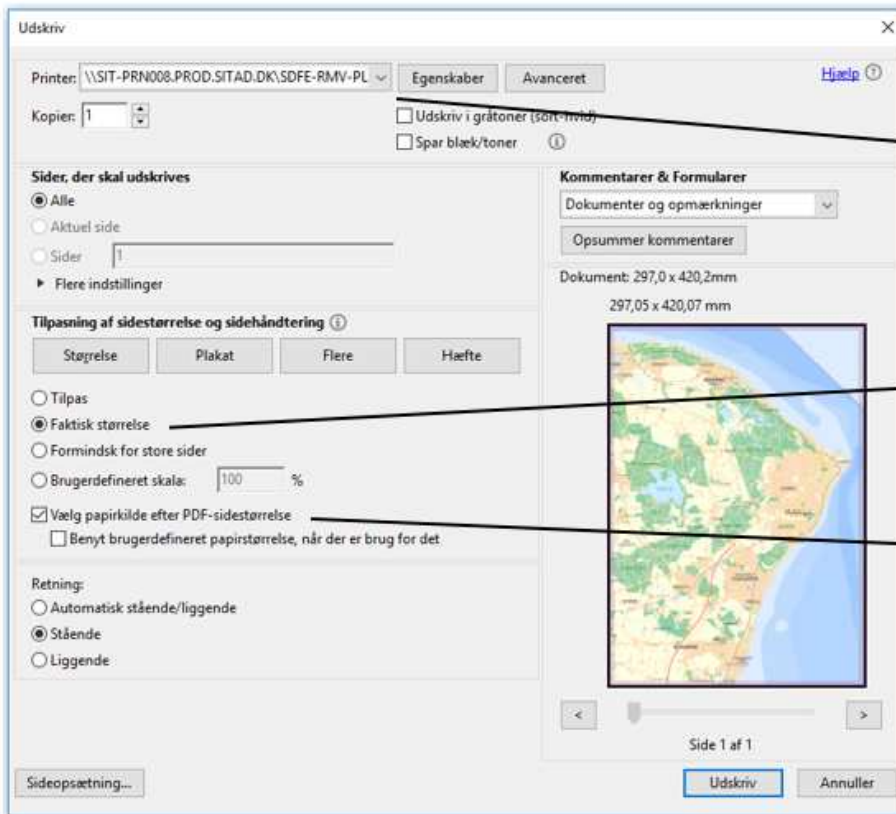 Udskriv
Printer: \\SIT-PRN008.PROD.SITAD.DK\SDFE-RMV-PL Egenskaber Avanceret Hjælp
Kopier: 1 Udskriv i gråtoner (sort-hvid)
Spar blæk/toner
Sider, der skal udskrives
Alle
Aktuel side
Sider 1
Flere indstillinger
Tilpasning af sidestørrelse og sidehåndtering
Størrelse Plakat Flere Hæfte
Tilpas
Faktisk størrelse
Formindsk for store sider
Brugerdefineret skala: 100 %
Vælg papirkilde efter PDF-sidestørrelse
Benyt brugerdefineret papirstørrelse, når der er brug for det
Retning:
Automatisk stående/liggende
Stående
Liggende
Kommentarer & Formularer
Dokumenter og opmærkninger
Opsummer kommentarer
Dokument: 297,0 x 420,2mm
297,05 x 420,07 mm
< >
Side 1 af 1
Sideopsætning... Udskriv Annuller